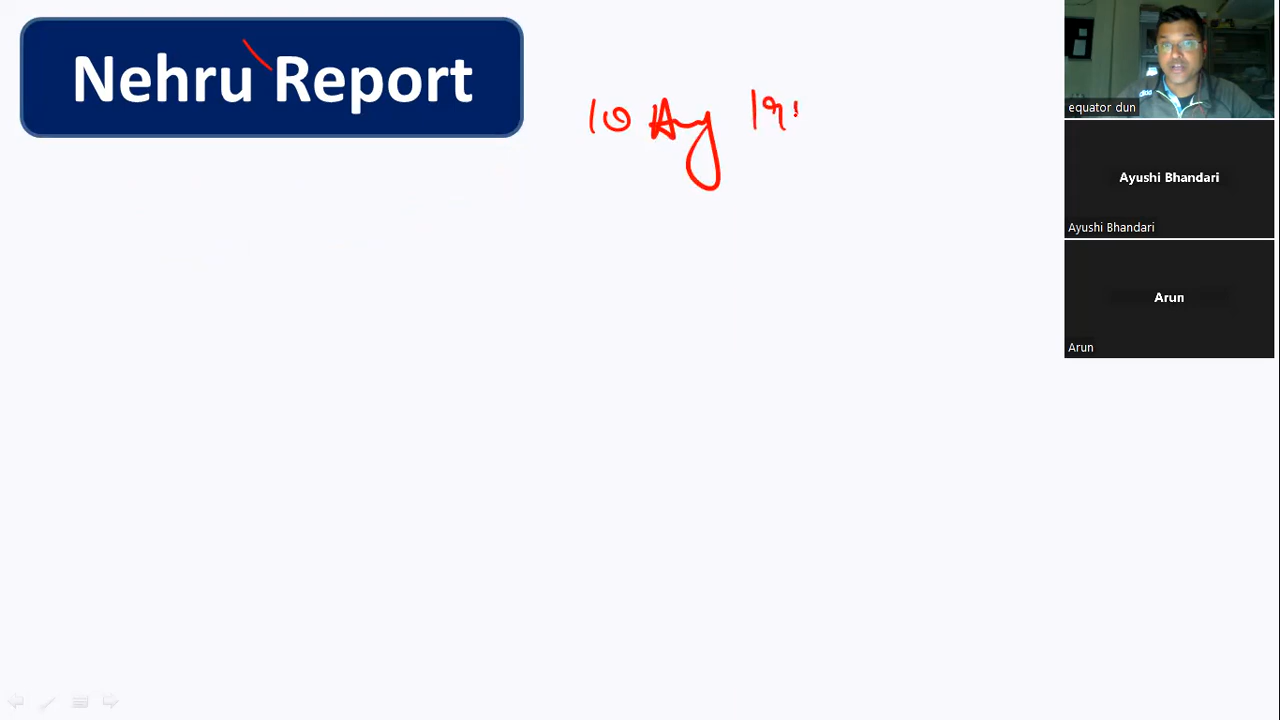 Nehru Report
10 Aug 19
equator dun
Ayushi Bhandari
Ayushi Bhandari
Arun
Arun